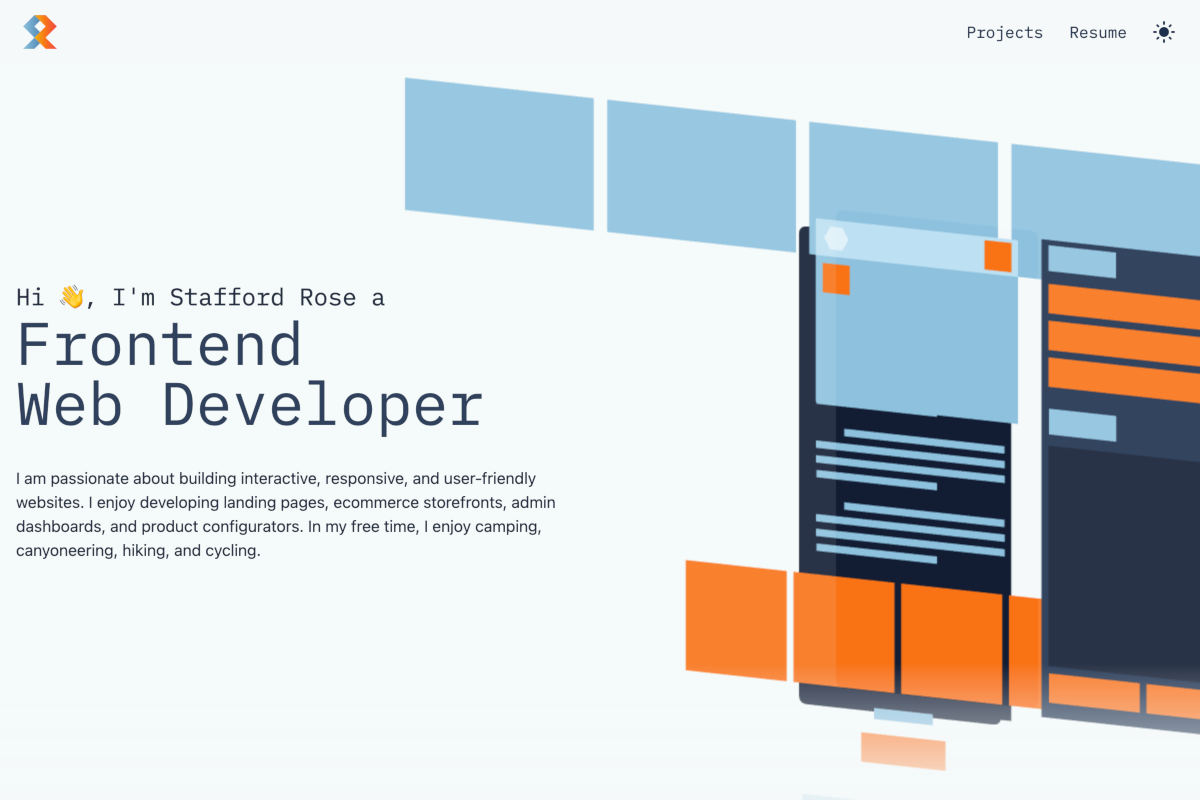 Projects Resume
Hi 👋, I'm Stafford Rose a
Frontend
Web Developer
I am passionate about building interactive, responsive, and user-friendly
websites. I enjoy developing landing pages, ecommerce storefronts, admin
dashboards, and product configurators. In my free time, I enjoy camping,
canyoneering, hiking, and cycling.